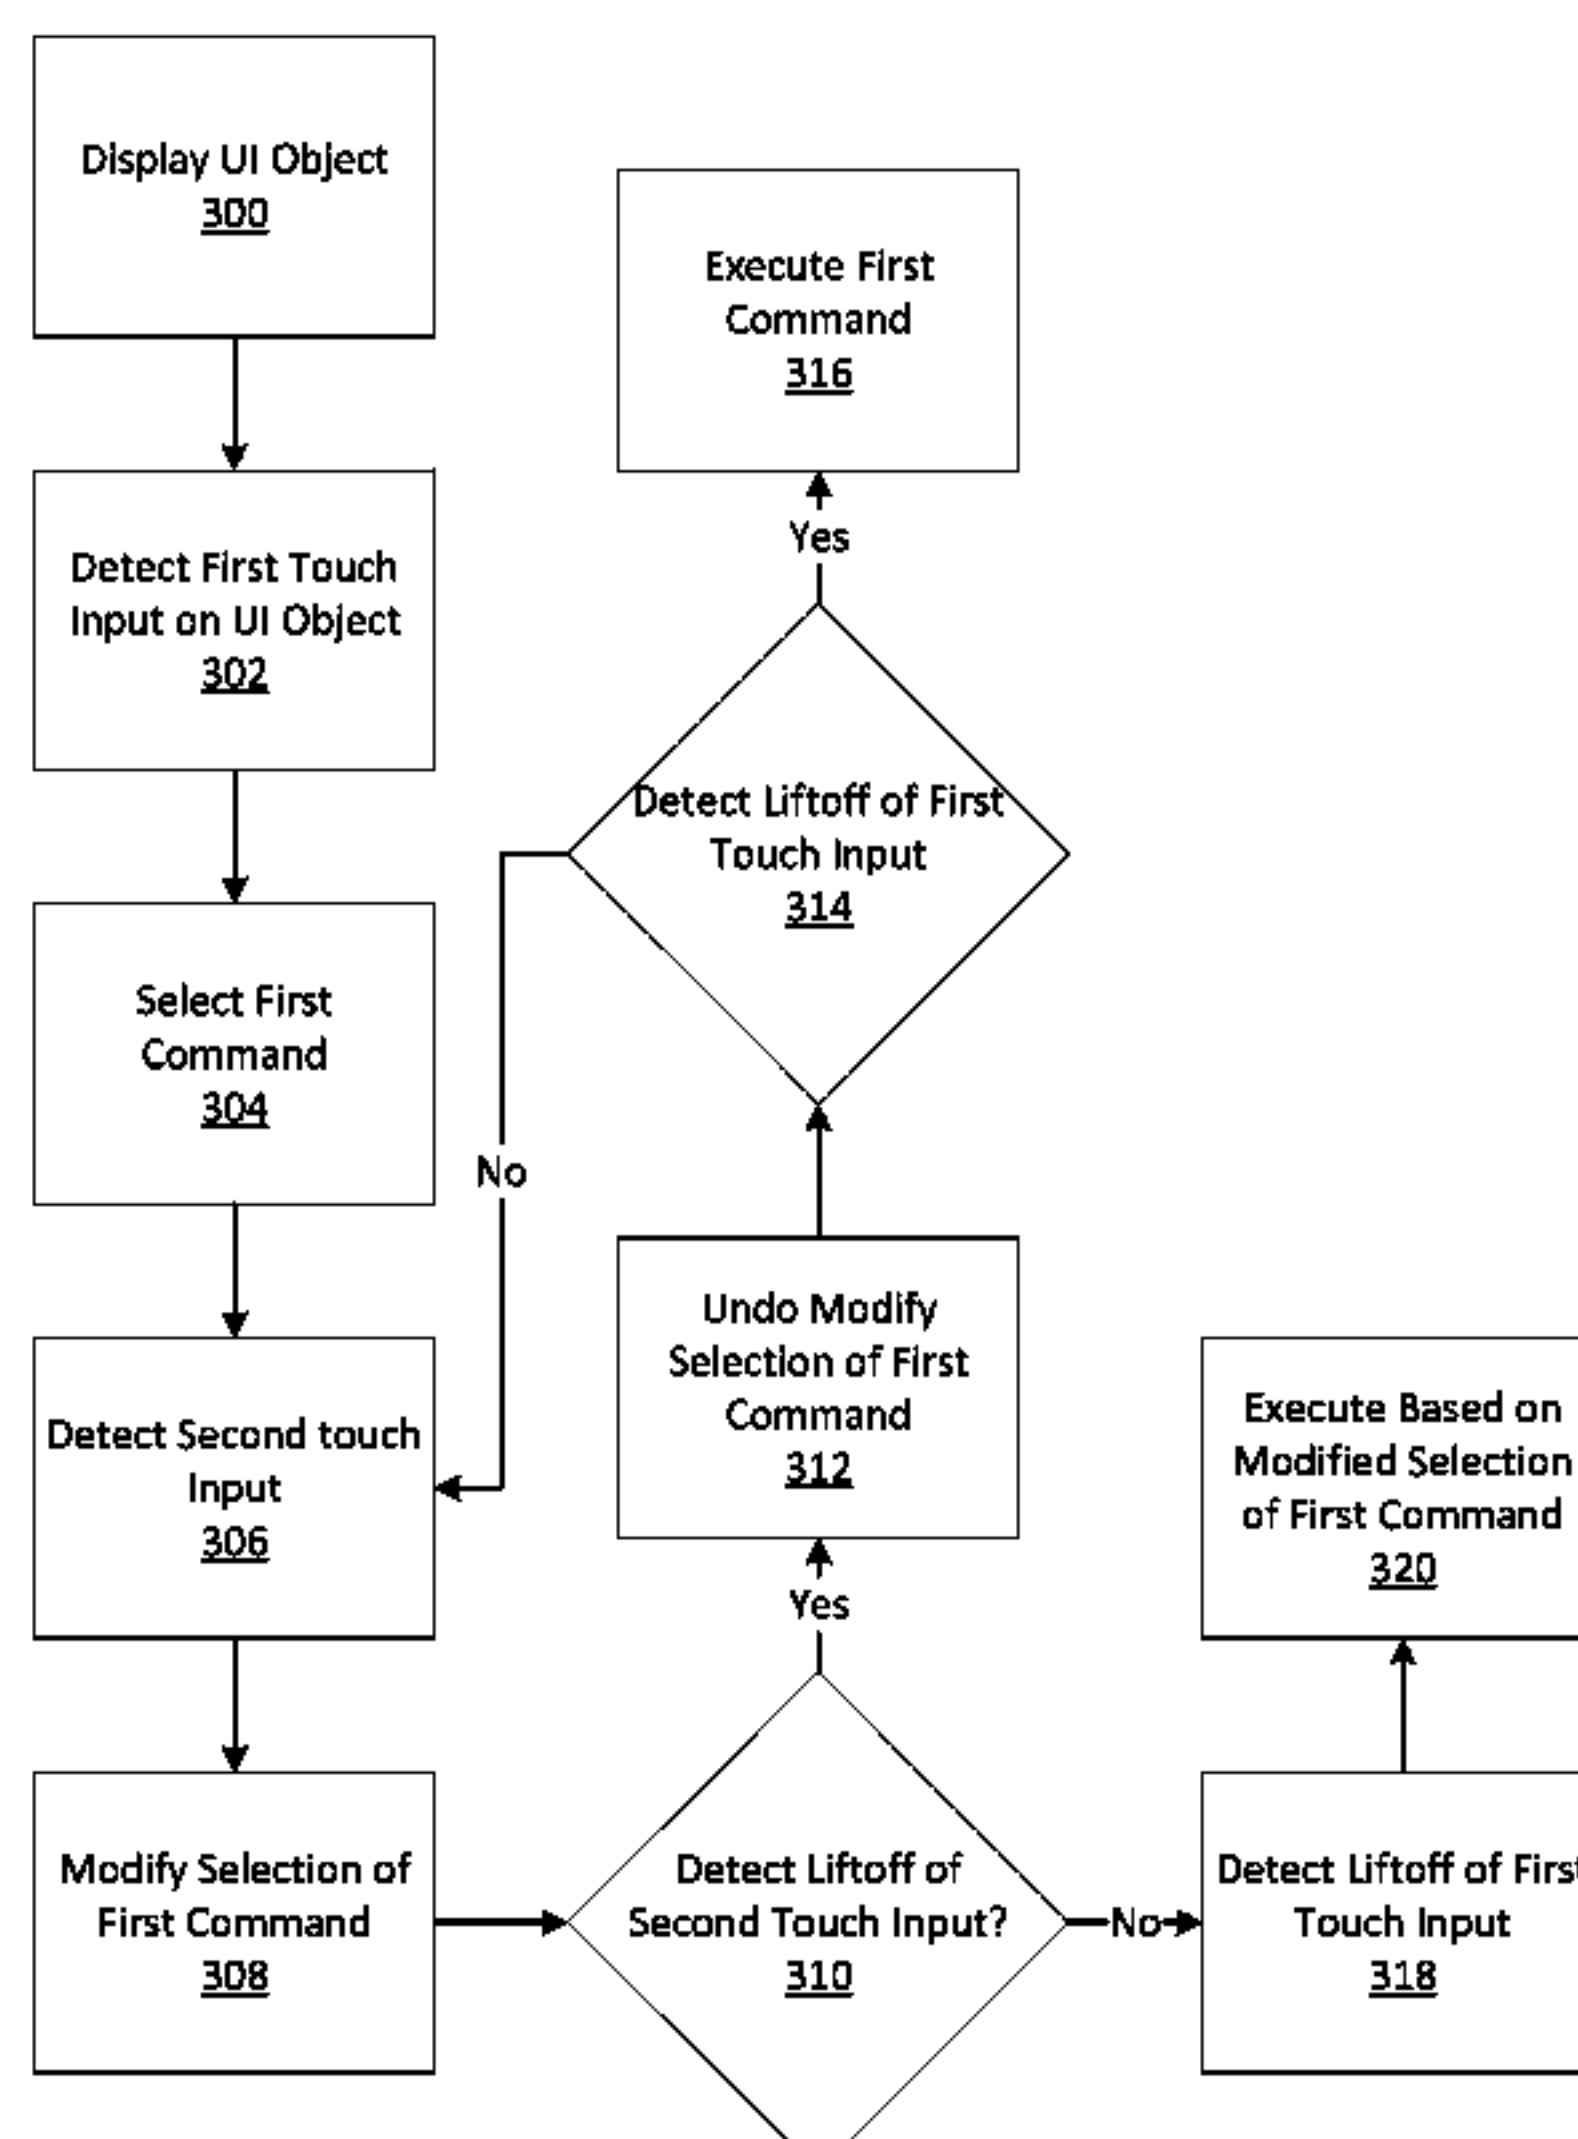 Display UI Object
300
Detect First Touch
Input on UI Object
302
Select First
Command
304
Detect Second touch
Input
306
Modify Selection of
First Command
308
Execute First
Command
316
Yes
Detect Liftoff of First
Touch Input
314
No
Undo Modify
Selection of First
Command
312
Yes
Detect Liftoff of
Second Touch Input?
310
No
Execute Based on
Modified Selection
of First Command
320
Detect Liftoff of First
Touch Input
318